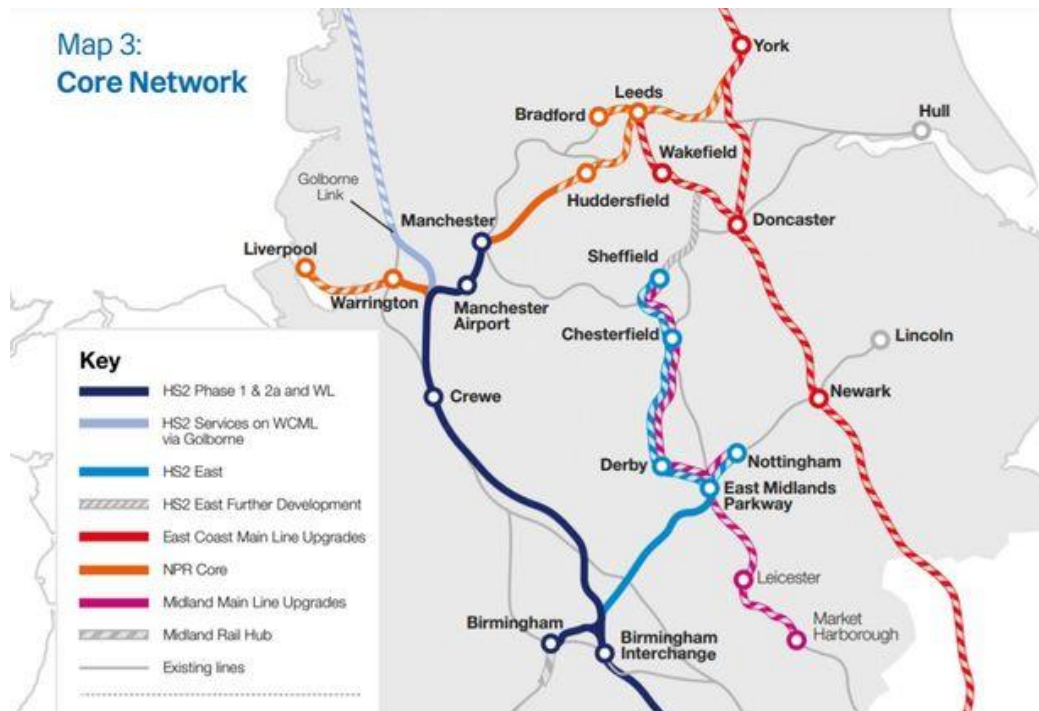 Map 3:
Core Network
York
Leeds
Bradford
Hull
Wakefield
Golborne
Link
Huddersfield
Manchester
Doncaster
Liverpool
Sheffield
Warrington
Manchester
Airport
Chesterfield
Lincoln
Crewe
Newark
Derby
Nottingham
East Midlands
Parkway
Leicester
Birmingham
Market
Harborough
Birmingham
Interchange
Key
HS2 Phase 1 & 2a and WL
HS2 Services on WCML
via Golborne
HS2 East
HS2 East Further Development
East Coast Main Line Upgrades
NPR Core
Midland Main Line Upgrades
Midland Rail Hub
Existing lines